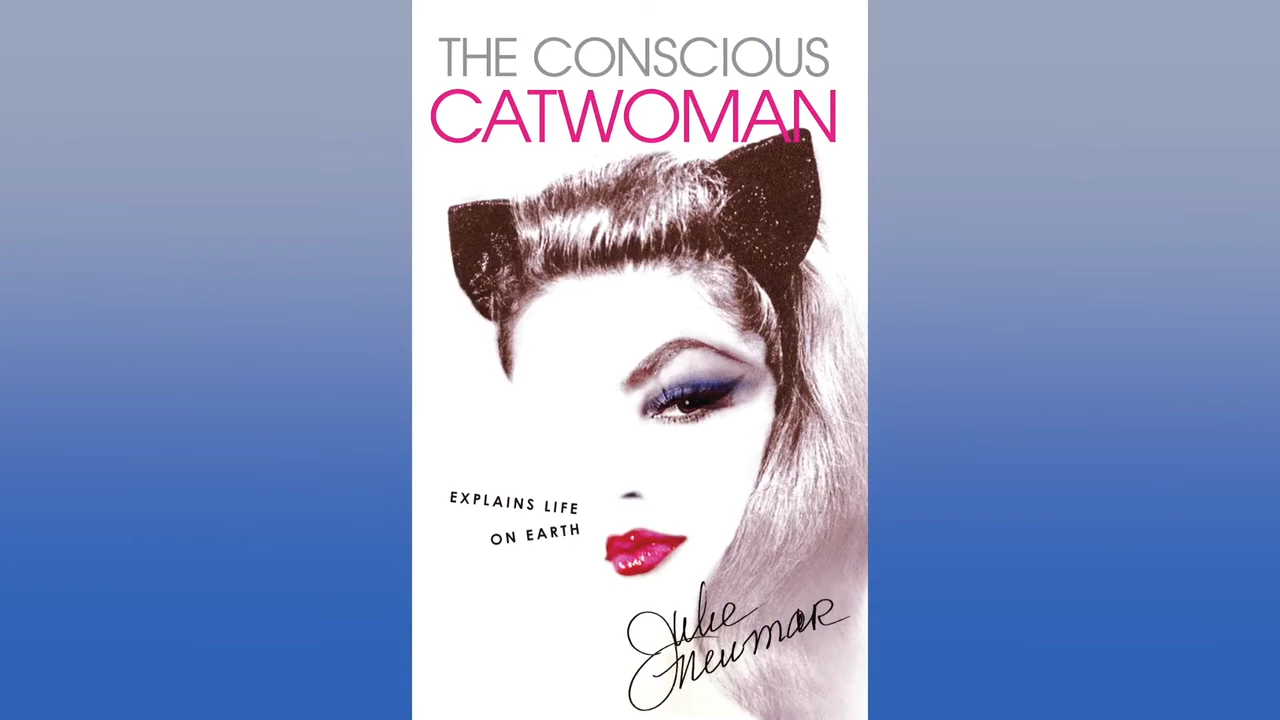 THE CONSCIOUS
CATWOMAN
EXPLAINS LIFE
ON EARTH
Julie
Newmar